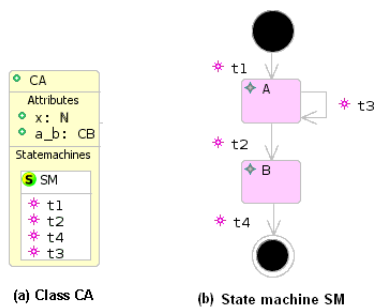 CA
Attributes
x: ℕ
a_b: CB
Statemachines
S SM
t1
t2
t4
t3
(a) Class CA
t1
A
t3
t2
B
t4
(b) State machine SM